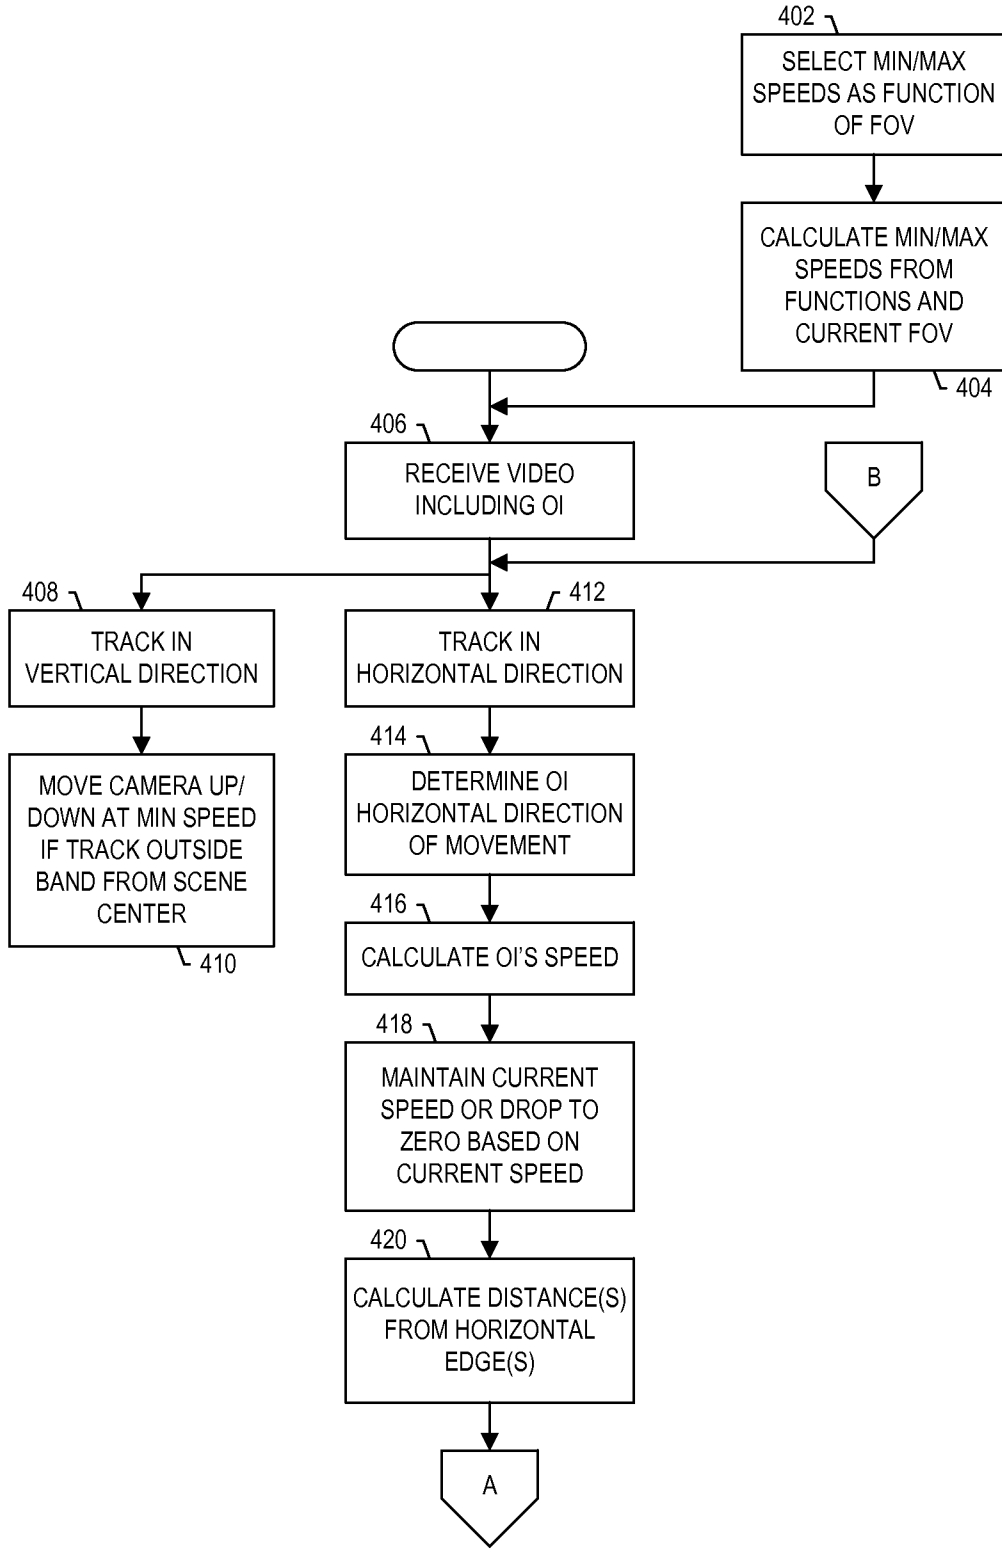 402
SELECT MIN/MAX
SPEEDS AS FUNCTION
OF FOV
CALCULATE MIN/MAX
SPEEDS FROM
FUNCTIONS AND
CURRENT FOV
404
406
RECEIVE VIDEO
INCLUDING OI
B
408
TRACK IN
VERTICAL DIRECTION
MOVE CAMERA UP/
DOWN AT MIN SPEED
IF TRACK OUTSIDE
BAND FROM SCENE
CENTER
410
412
TRACK IN
HORIZONTAL DIRECTION
414
DETERMINE OI
HORIZONTAL DIRECTION
OF MOVEMENT
416
CALCULATE OI'S SPEED
418
MAINTAIN CURRENT
SPEED OR DROP TO
ZERO BASED ON
CURRENT SPEED
420
CALCULATE DISTANCE(S)
FROM HORIZONTAL
EDGE(S)
A